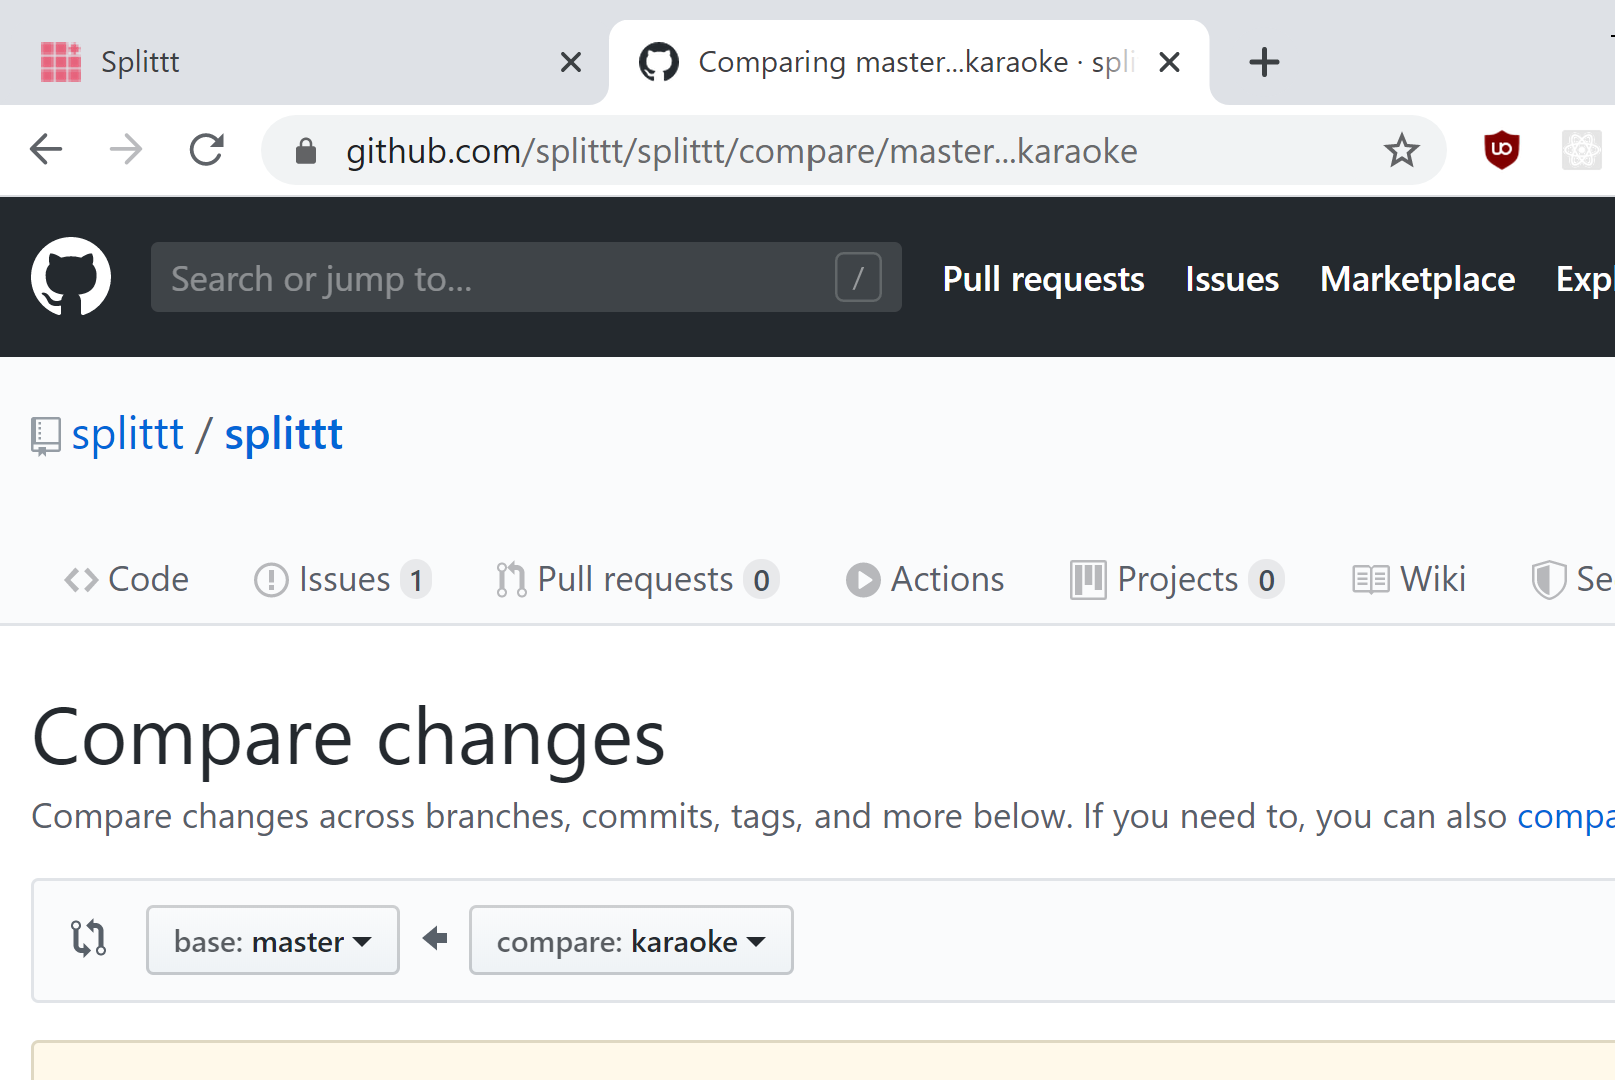 Splittt
Comparing master...karaoke · spli
github.com/splittt/splittt/compare/master...karaoke
Search or jump to... /
Pull requests Issues Marketplace Expl
splittt / splittt
Code Issues 1 Pull requests 0 Actions Projects 0 Wiki Se
Compare changes
Compare changes across branches, commits, tags, and more below. If you need to, you can also compa
base: master compare: karaoke